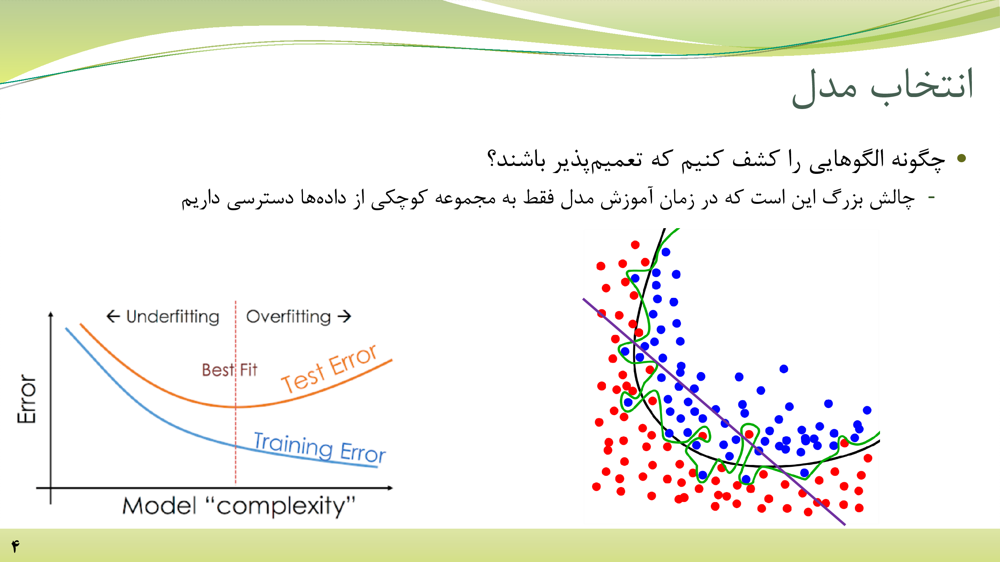 انتخاب مدل
• چگونه الگوهایی را کشف کنیم که تعمیم‌پذیر باشند؟
- چالش بزرگ این است که در زمان آموزش مدل فقط به مجموعه کوچکی از داده‌ها دسترسی داریم
← Underfitting
Overfitting →
Best Fit
Test Error
Training Error
Error
Model “complexity”
۴